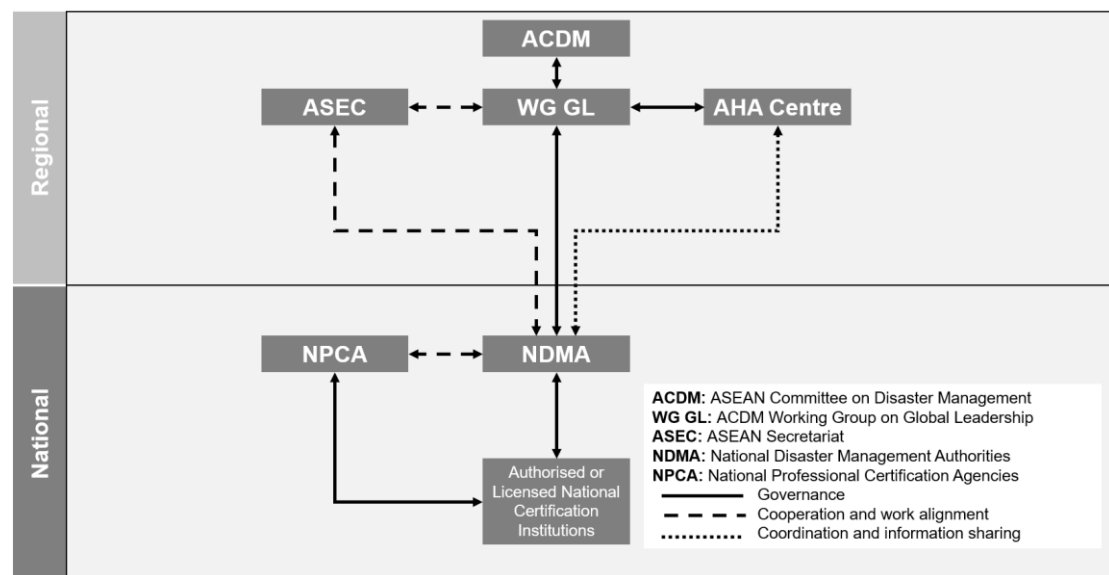 Regional
ACDM
ASEC
WG GL
AHA Centre
National
NPCA
NDMA
Authorised or
Licensed National
Certification
Institutions
ACDM: ASEAN Committee on Disaster Management
WG GL: ACDM Working Group on Global Leadership
ASEC: ASEAN Secretariat
NDMA: National Disaster Management Authorities
NPCA: National Professional Certification Agencies
Governance
Cooperation and work alignment
Coordination and information sharing